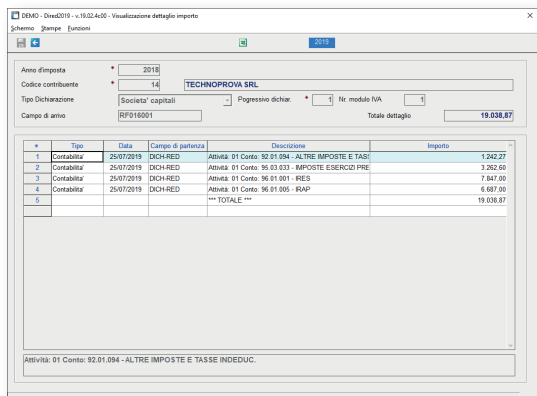 DEMO - Dired2019 - v.19.02.4c00 - Visualizzazione dettaglio importo
Schermo Stampe Funzioni
2019
Anno d'imposta * 2018
Codice contribuente * 14 TECHNOPROVA SRL
Tipo Dichiarazione Societa' capitali Pogressivo dichiar. * 1 Nr. modulo IVA 1
Campo di arrivo RF016001 Totale dettaglio 19.038,87
* Tipo Data Campo di partenza Descrizione Importo
1 Contabilita' 25/07/2019 DICH-RED Attività: 01 Conto: 92.01.094 - ALTRE IMPOSTE E TAS 1.242,27
2 Contabilita' 25/07/2019 DICH-RED Attività: 01 Conto: 95.03.033 - IMPOSTE ESERCIZI PRE 3.262,60
3 Contabilita' 25/07/2019 DICH-RED Attività: 01 Conto: 96.01.001 - IRES 7.847,00
4 Contabilita' 25/07/2019 DICH-RED Attività: 01 Conto: 96.01.005 - IRAP 6.687,00
5 *** TOTALE *** 19.038,87
Attività: 01 Conto: 92.01.094 - ALTRE IMPOSTE E TASSE INDEDUC.